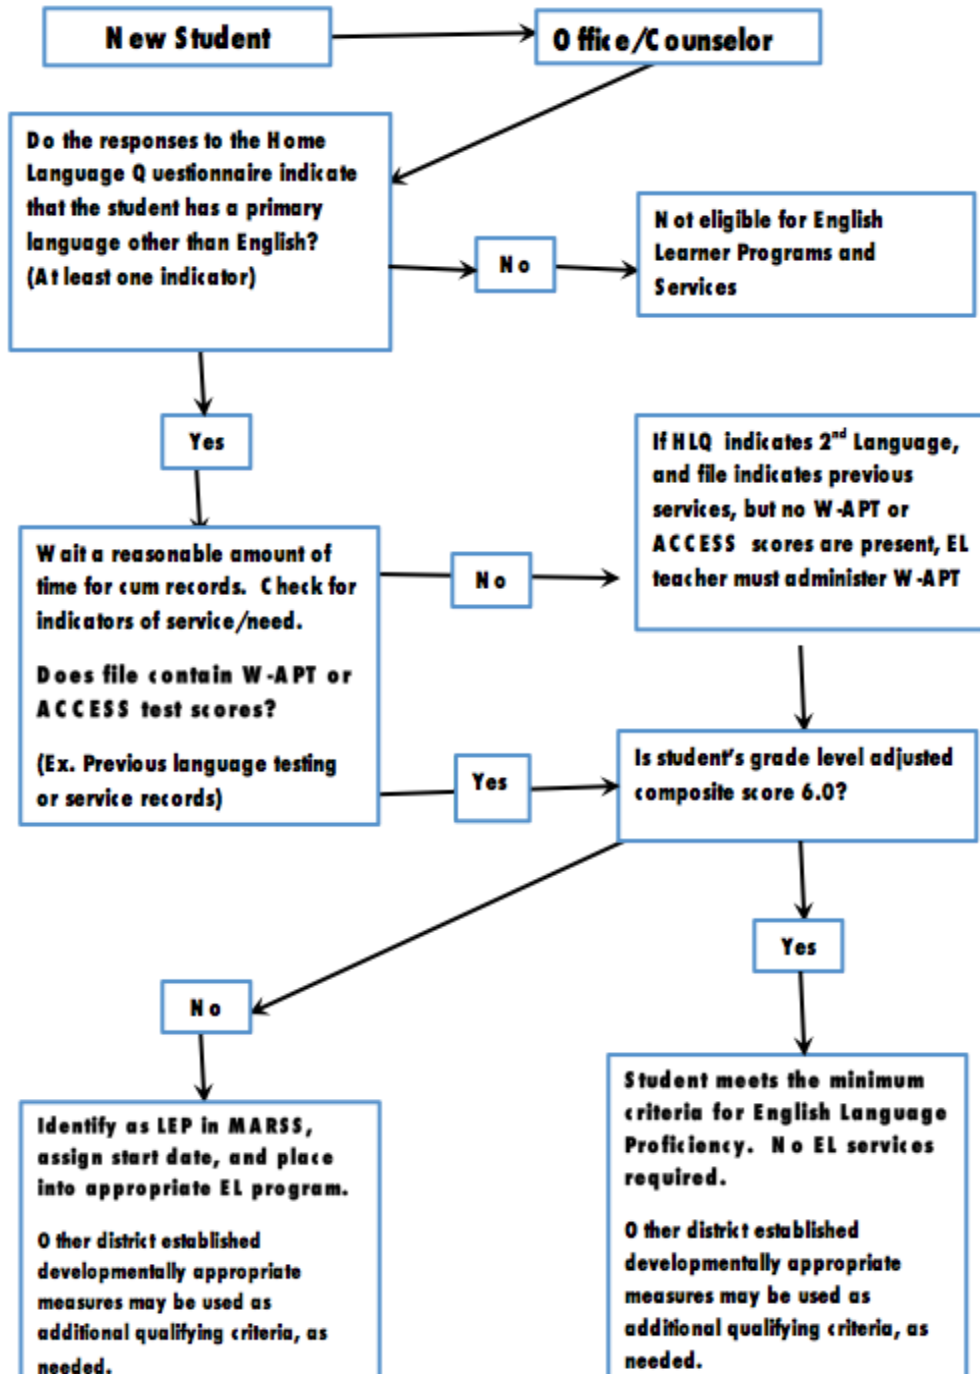 New Student
Office/Counselor
Do the responses to the Home
Language Questionnaire indicate
that the student has a primary
language other than English?
(At least one indicator)
No
Not eligible for English
Learner Programs and
Services
Yes
If HLQ indicates 2nd Language,
and file indicates previous
services, but no W-APT or
ACCESS scores are present, EL
teacher must administer W-APT
Wait a reasonable amount of
time for cum records. Check for
indicators of service/need.
Does file contain W-APT or
ACCESS test scores?
(Ex. Previous language testing
or service records)
No
Yes
Is student's grade level adjusted
composite score 6.0?
Yes
No
Identify as LEP in MARSS,
assign start date, and place
into appropriate EL program.
Other district established
developmentally appropriate
measures may be used as
additional qualifying criteria, as
needed.
Student meets the minimum
criteria for English Language
Proficiency. No EL services
required.
Other district established
developmentally appropriate
measures may be used as
additional qualifying criteria, as
needed.